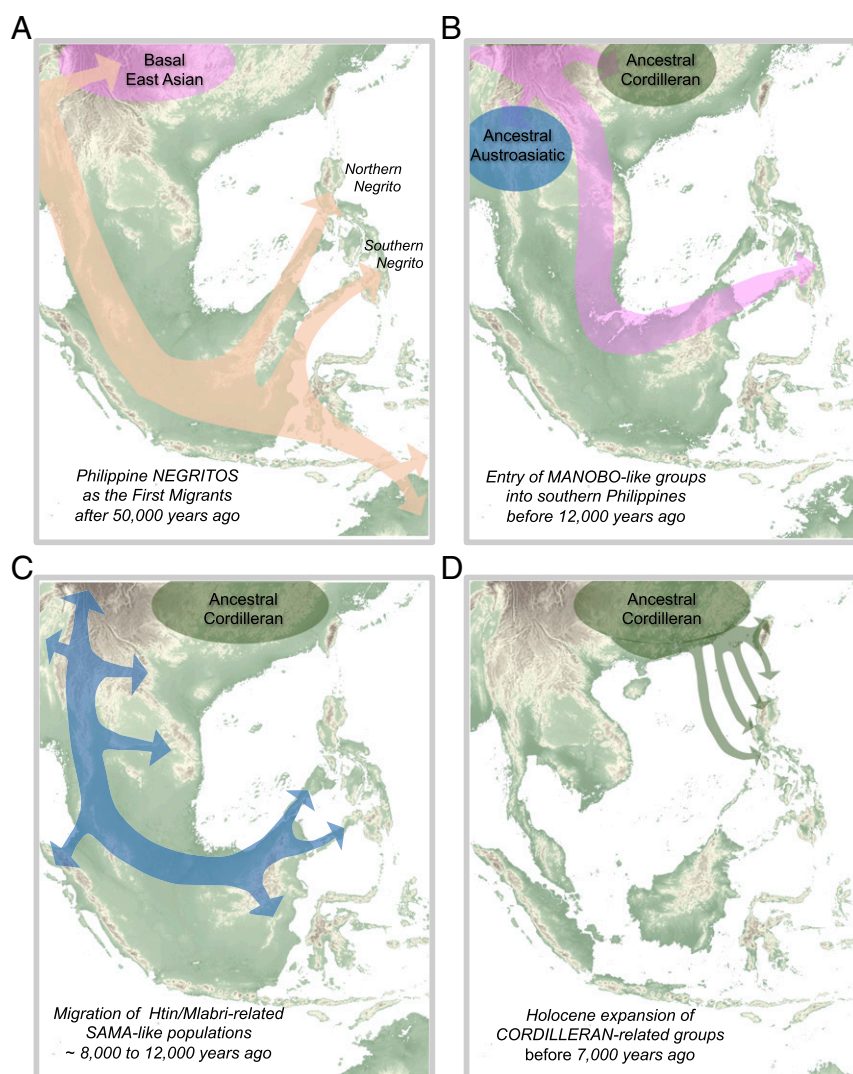 A
Basal
East Asian
Northern
Negrito
Southern
Negrito
Philippine NEGRITOS
as the First Migrants
after 50,000 years ago
B
Ancestral
Cordilleran
Ancestral
Austroasiatic
Entry of MANOBO-like groups
into southern Philippines
before 12,000 years ago
C
Ancestral
Cordilleran
Migration of Htin/Mlabri-related
SAMA-like populations
~ 8,000 to 12,000 years ago
D
Ancestral
Cordilleran
Holocene expansion of
CORDILLERAN-related groups
before 7,000 years ago